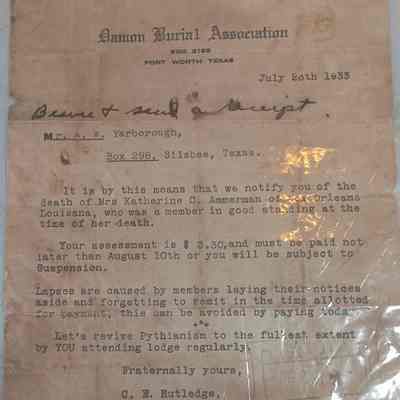 Damon Burial Association
BOX 2188
FORT WORTH, TEXAS
July 20th 1933
Besure & send a receipt.
Mr. A. Yarborough,
Box 298, Silsbee, Texas.
It is by this means that we notify you of the
death of Mrs Katherine C. Ammerman of Orleans
Louisana, who was a member in good standing at the
time of her death.
Your assessment is $ 3.30,and must be paid not
later than August 10th or you will be subject to
Suspension.
Lapses are caused by members laying their notices
aside and forgetting to remit in the time allotted
for payment, this can be avoided by paying today
***
Let's revive Pythianism to the fullest extent
by YOU attending lodge regularly.
Fraternally yours,
C. E. Rutledge,